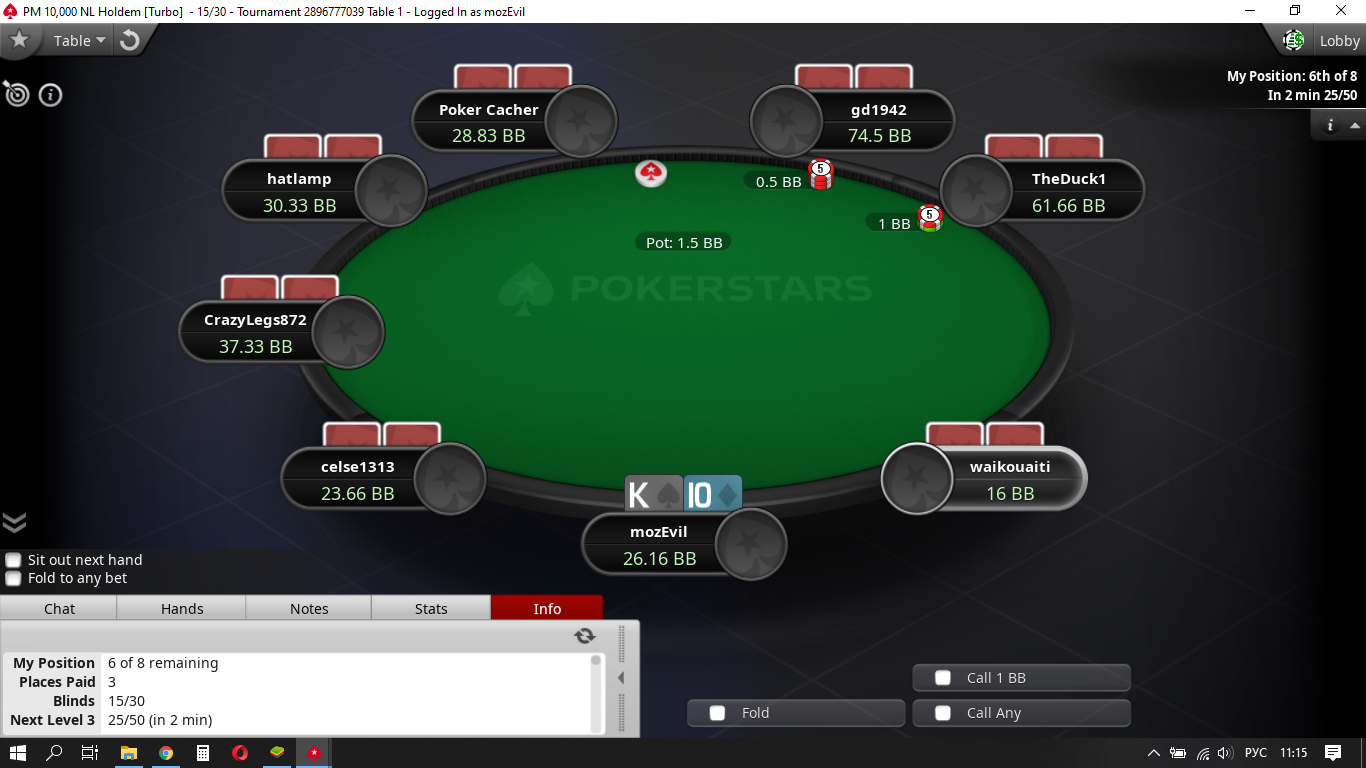 PM 10,000 NL Holdem [Turbo] - 15/30 - Tournament 2896777039 Table 1 - Logged In as mozEvil
Table
Lobby
My Position: 6th of 8
In 2 min 25/50
Poker Cacher
28.83 BB
gd1942
74.5 BB
hatlamp
30.33 BB
TheDuck1
61.66 BB
5
0.5 BB
5
1 BB
Pot: 1.5 BB
POKERSTARS
CrazyLegs872
37.33 BB
celse1313
23.66 BB
waikouaiti
16 BB
K 10
mozEvil
26.16 BB
Sit out next hand
Fold to any bet
Chat Hands Notes Stats Info
My Position 6 of 8 remaining
Places Paid 3
Blinds 15/30
Next Level 3 25/50 (in 2 min)
Call 1 BB
Fold
Call Any
РУС 11:15